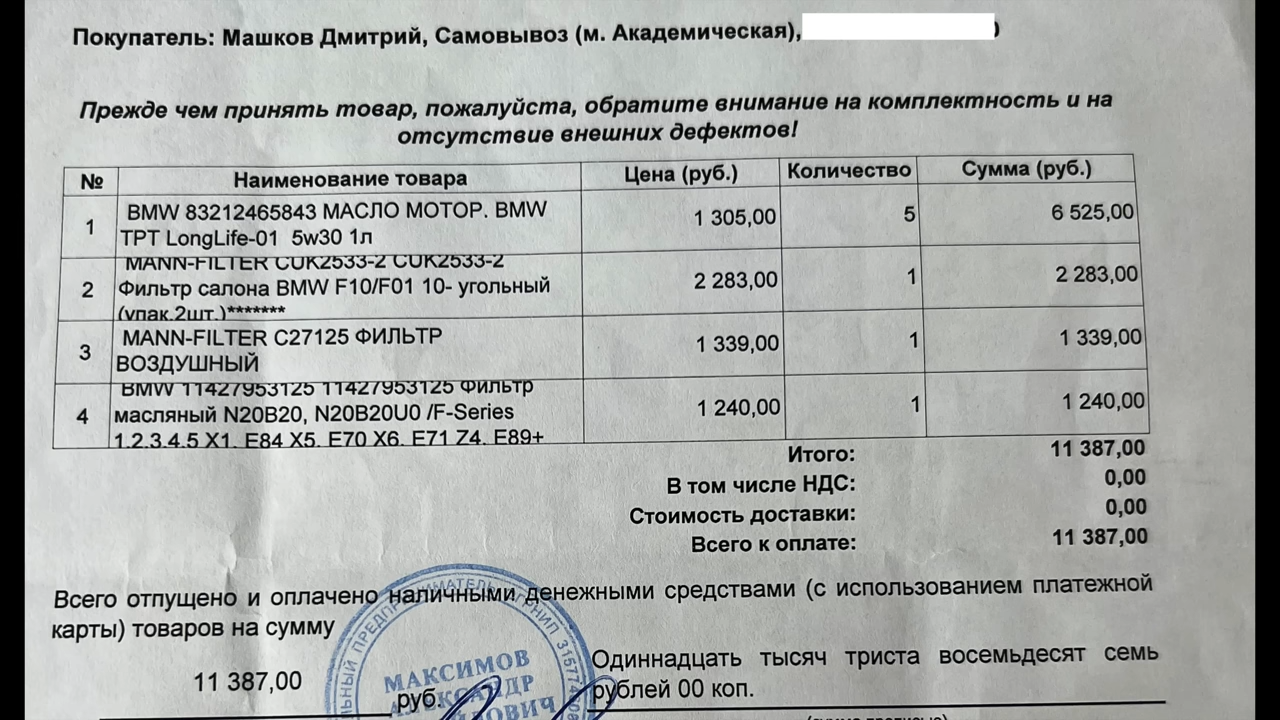 Покупатель: Машков Дмитрий, Самовывоз (м. Академическая),
Прежде чем принять товар, пожалуйста, обратите внимание на комплектность и на
отсутствие внешних дефектов!
№ Наименование товара Цена (руб.) Количество Сумма (руб.)
1 BMW 83212465843 МАСЛО МОТОР. BMW
TPT LongLife-01 5w30 1л 1 305,00 5 6 525,00
MANN-FILTER CUK2533-2 CUK2533-2
2 Фильтр салона BMW F10/F01 10- угольный 2 283,00 1 2 283,00
(упак.2шт.)*******
3 MANN-FILTER C27125 ФИЛЬТР
ВОЗДУШНЫЙ 1 339,00 1 1 339,00
BMW 11427953125 11427953125 Фильтр
4 масляный N20B20, N20B20U0 /F-Series 1 240,00 1 1 240,00
1,2,3,4,5 X1, E84 X5, E70 X6, E71 Z4, E89+
Итого: 11 387,00
В том числе НДС: 0,00
Стоимость доставки: 0,00
Всего к оплате: 11 387,00
Всего отпущено и оплачено наличными денежными средствами (с использованием платежной
карты) товаров на сумму
11 387,00 руб. Одиннадцать тысяч триста восемьдесят семь
рублей 00 коп.
МАКСИМОВ
АЛЕКСАНДР